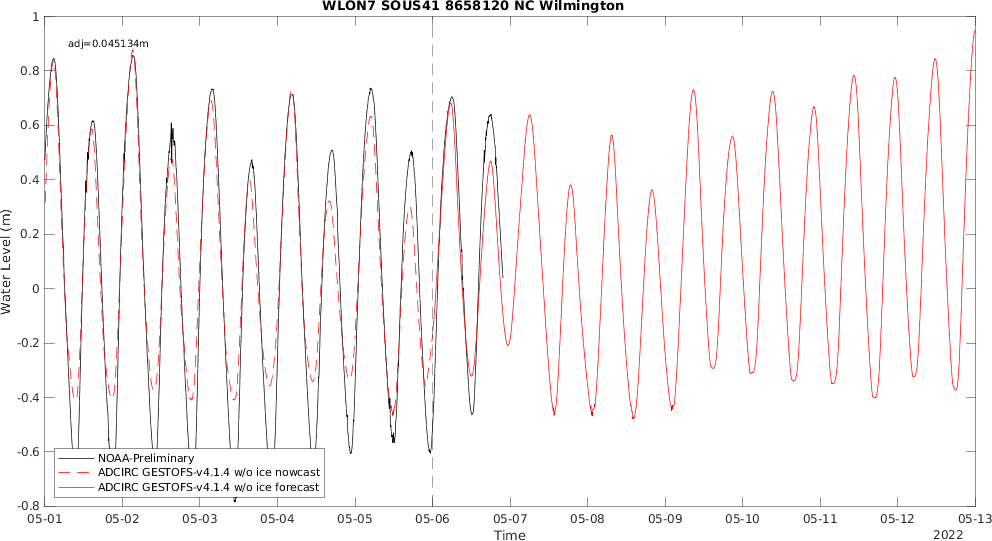 WLON7 SOUS41 8658120 NC Wilmington
adj=0.045134m
1
0.8
0.6
0.4
0.2
0
-0.2
-0.4
-0.6
-0.8
Water Level (m)
NOAA-Preliminary
ADCIRC GESTOFS-v4.1.4 w/o ice nowcast
ADCIRC GESTOFS-v4.1.4 w/o ice forecast
05-01 05-02 05-03 05-04 05-05 05-06 05-07 05-08 05-09 05-10 05-11 05-12 05-13
Time
2022